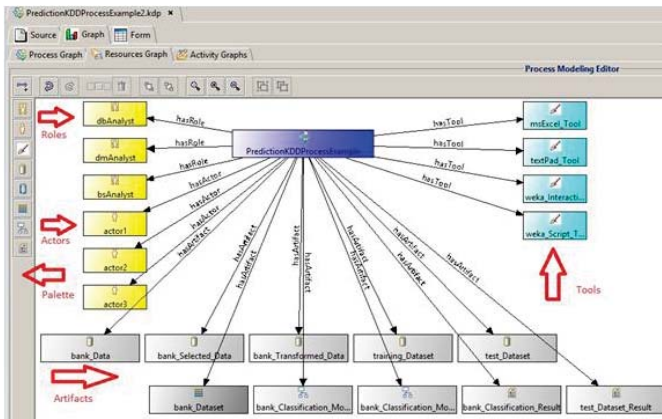 PredictionKDDProcessExample2.kdp
Source Graph Form
Process Graph Resources Graph Activity Graphs
Process Modeling Editor
Roles
dbAnalyst
hasRole
dmAnalyst
hasRole
bsAnalyst
hasRole
PredictionKDDProcessExample
hasTool
msExcel_Tool
hasTool
textPad_Tool
hasTool
weka_Interacti...
hasTool
weka_Script_T...
Actors
actor1
hasActor
actor2
hasActor
actor3
hasActor
Palette
Tools
hasArtifact
hasArtifact
hasArtifact
hasArtifact
hasArtifact
hasArtifact
hasArtifact
hasArtifact
hasArtifact
hasArtifact
bank_Data
bank_Selected_Data
bank_Transformed_Data
training_Dataset
test_Dataset
Artifacts
bank_Dataset
bank_Classification_Mo...
bank_Classification_Mo...
bank_Classification_Result
test_Dataset_Result